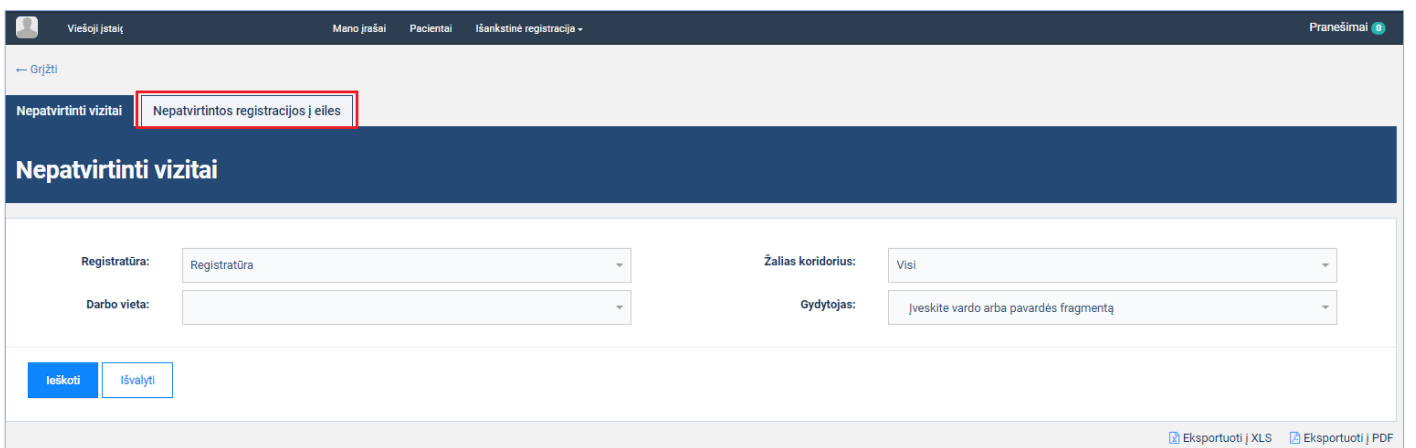 Viešoji įstaig Mano įrašai Pacientai Išankstinė registracija Pranešimai 0
← Grįžti
Nepatvirtinti vizitai Nepatvirtintos registracijos į eiles
Nepatvirtinti vizitai
Registratūra: Registratūra Žalias koridorius: Visi
Darbo vieta: Gydytojas: Įveskite vardo arba pavardės fragmentą
Ieškoti Išvalyti
Eksportuoti į XLS Eksportuoti į PDF